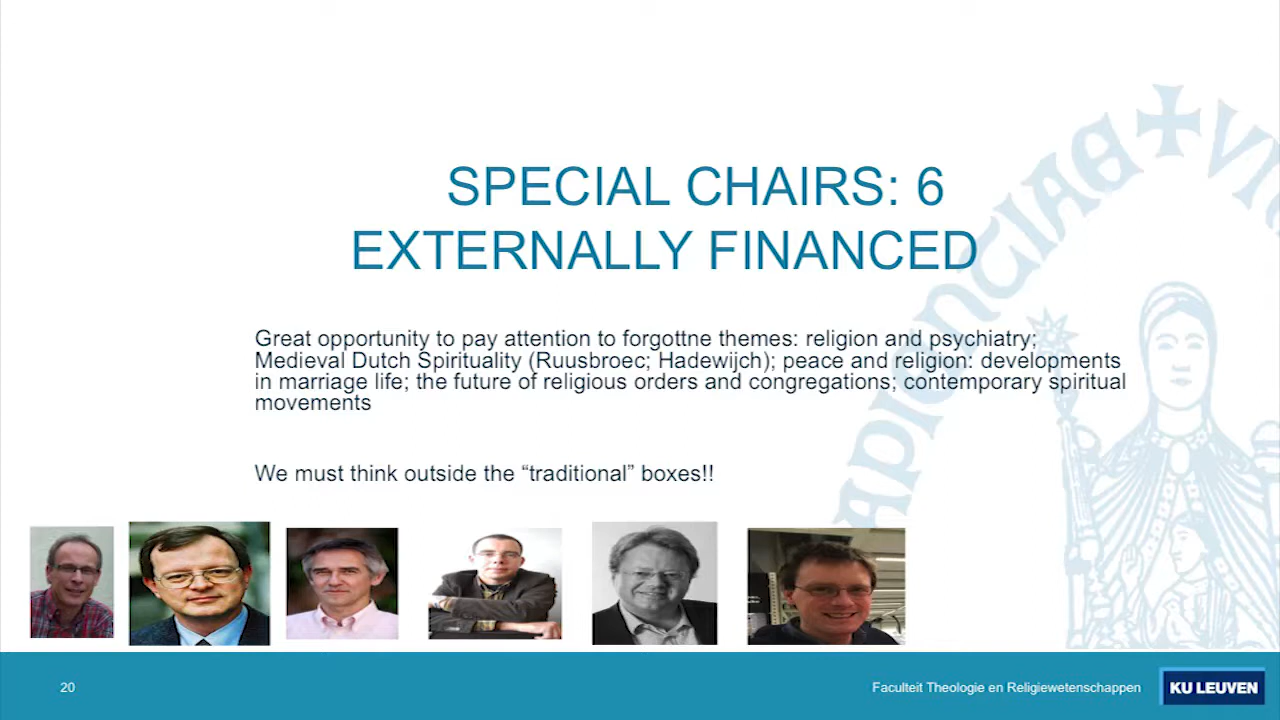 SPECIAL CHAIRS: 6
EXTERNALLY FINANCED
Great opportunity to pay attention to forgottne themes: religion and psychiatry;
Medieval Dutch Spirituality (Ruusbroec; Hadewijch); peace and religion: developments
in marriage life; the future of religious orders and congregations; contemporary spiritual
movements
We must think outside the “traditional” boxes!!
20
Faculteit Theologie en Religiewetenschappen
KU LEUVEN